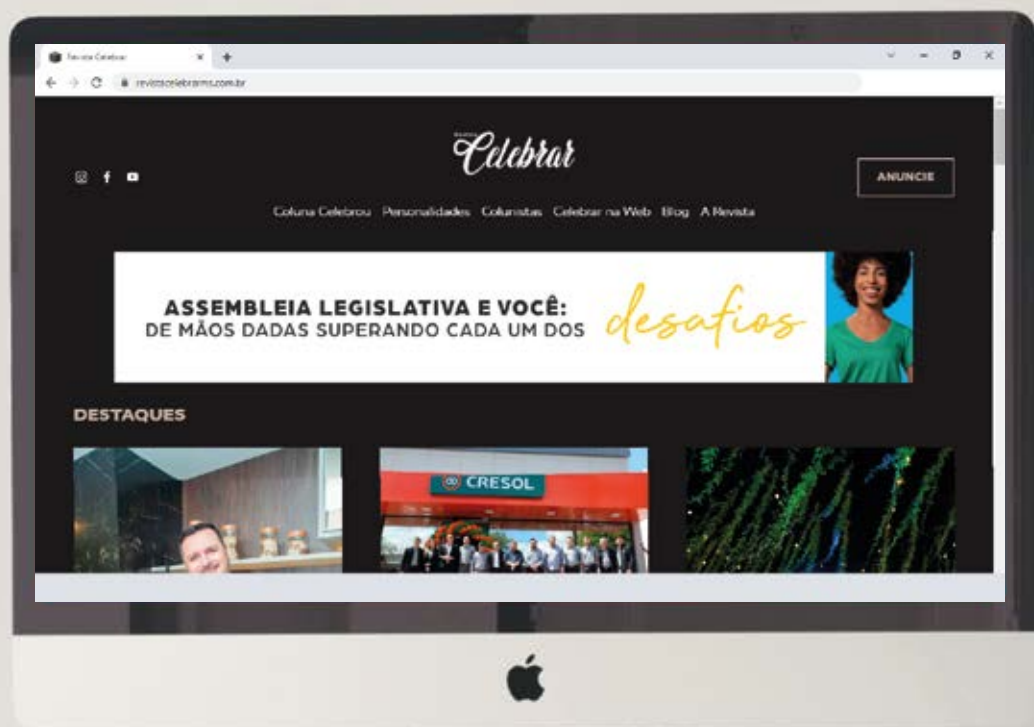 Revista Celebrar
revistacelebrarms.com.br
Celebrar
ANUNCIE
Coluna Celebrou Personalidades Colunistas Celebrar na Web Blog A Revista
ASSEMBLEIA LEGISLATIVA E VOCÊ:
DE MÃOS DADAS SUPERANDO CADA UM DOS
desafios
DESTAQUES
CRESOL